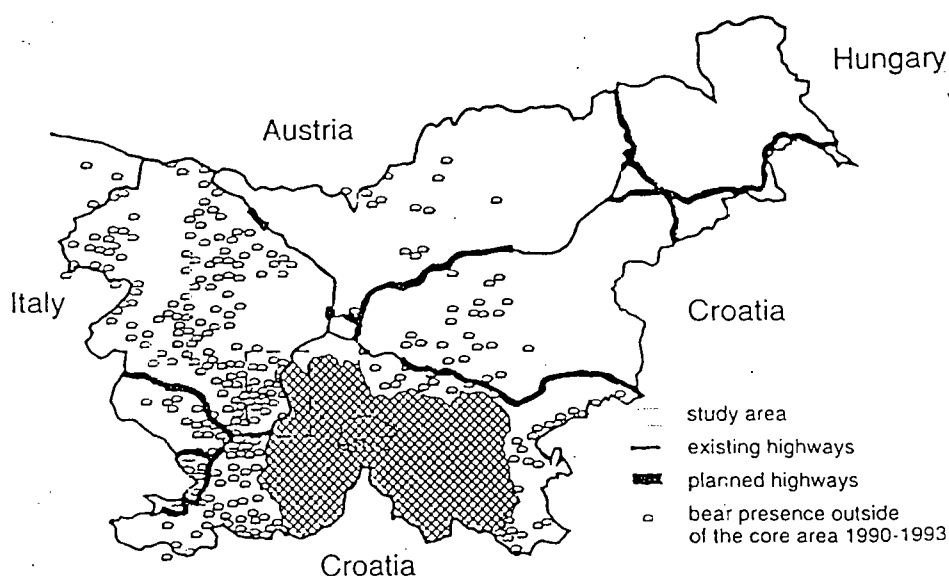 Hungary
Austria
Italy
Croatia
study area
existing highways
planned highways
bear presence outside
of the core area 1990-1993
Croatia